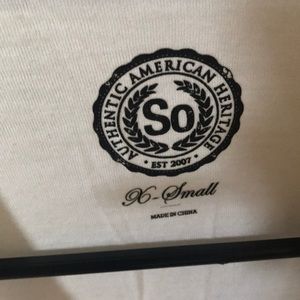 AUTHENTIC AMERICAN HERITAGE
So
EST 2007
X-Small
MADE IN CHINA